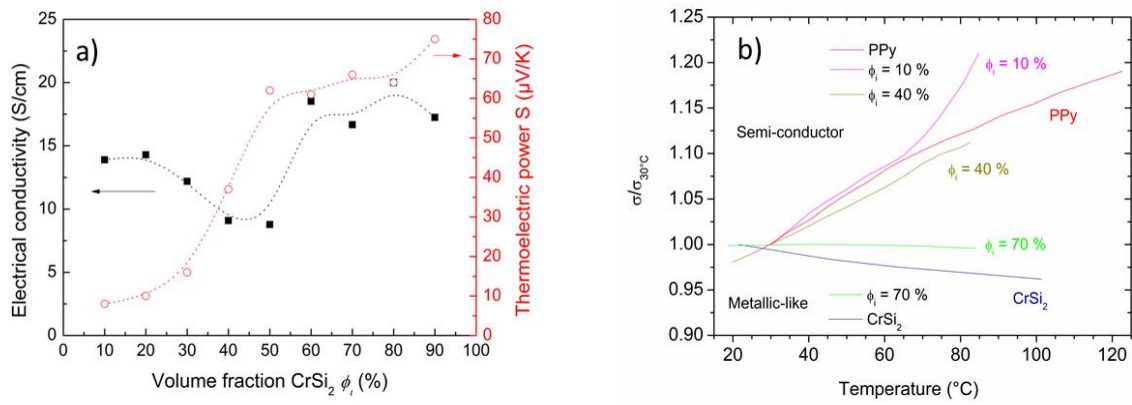 a)
Electrical conductivity (S/cm)
25
20
15
10
5
0
0 10 20 30 40 50 60 70 80 90 100
Volume fraction CrSi₂ ϕᵢ (%)
80
70
60
50
40
30
20
10
0
Thermoelectric power S (µV/K)
b)
σ/σ₃₀°C
1.25
1.20
1.15
1.10
1.05
1.00
0.95
0.90
PPy
ϕᵢ = 10 %
ϕᵢ = 40 %
ϕᵢ = 10 %
Semi-conductor
PPy
ϕᵢ = 40 %
ϕᵢ = 70 %
Metallic-like
ϕᵢ = 70 %
CrSi₂
CrSi₂
20 40 60 80 100 120
Temperature (°C)